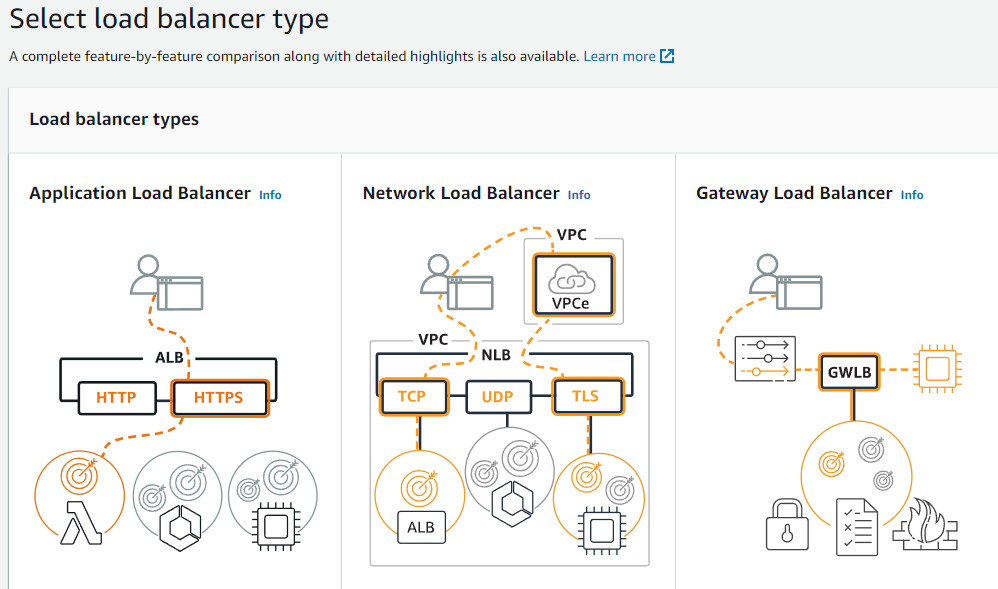 Select load balancer type
A complete feature-by-feature comparison along with detailed highlights is also available. Learn more
Load balancer types
Application Load Balancer Info
ALB
HTTP
HTTPS
Network Load Balancer Info
VPC
VPCe
VPC
NLB
TCP
UDP
TLS
ALB
Gateway Load Balancer Info
GWLB